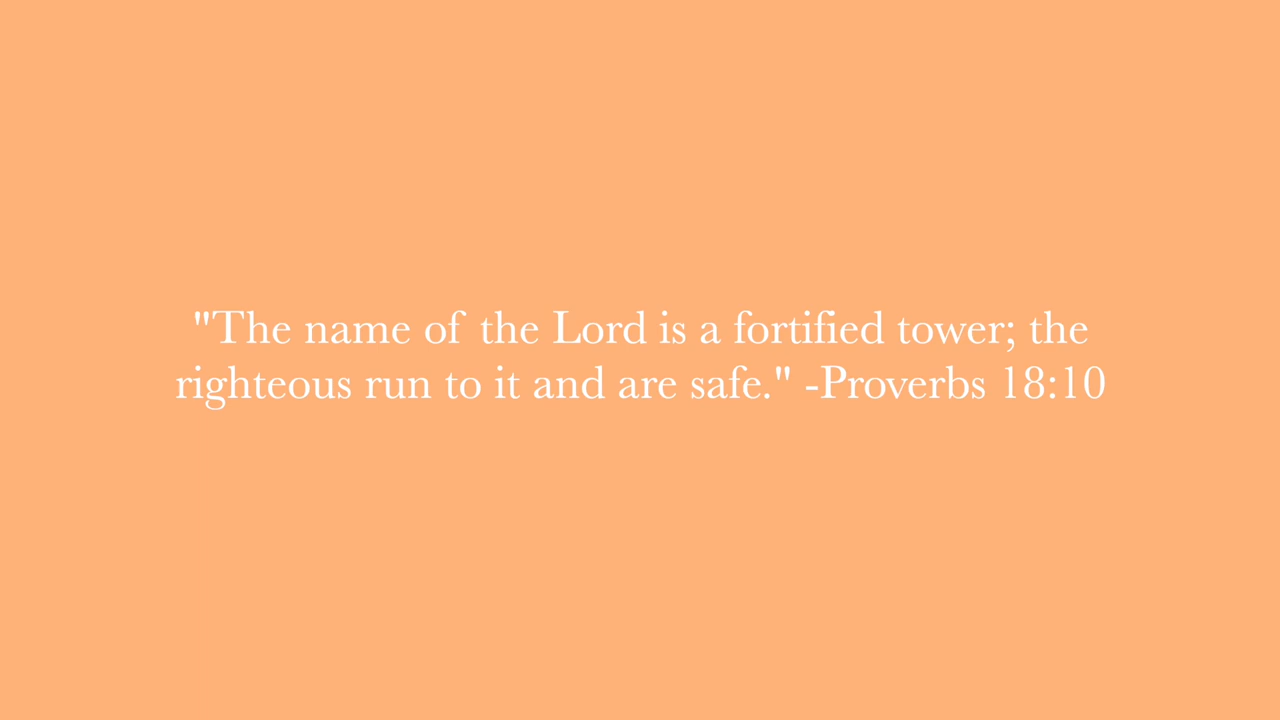 "The name of the Lord is a fortified tower; the
righteous run to it and are safe." -Proverbs 18:10